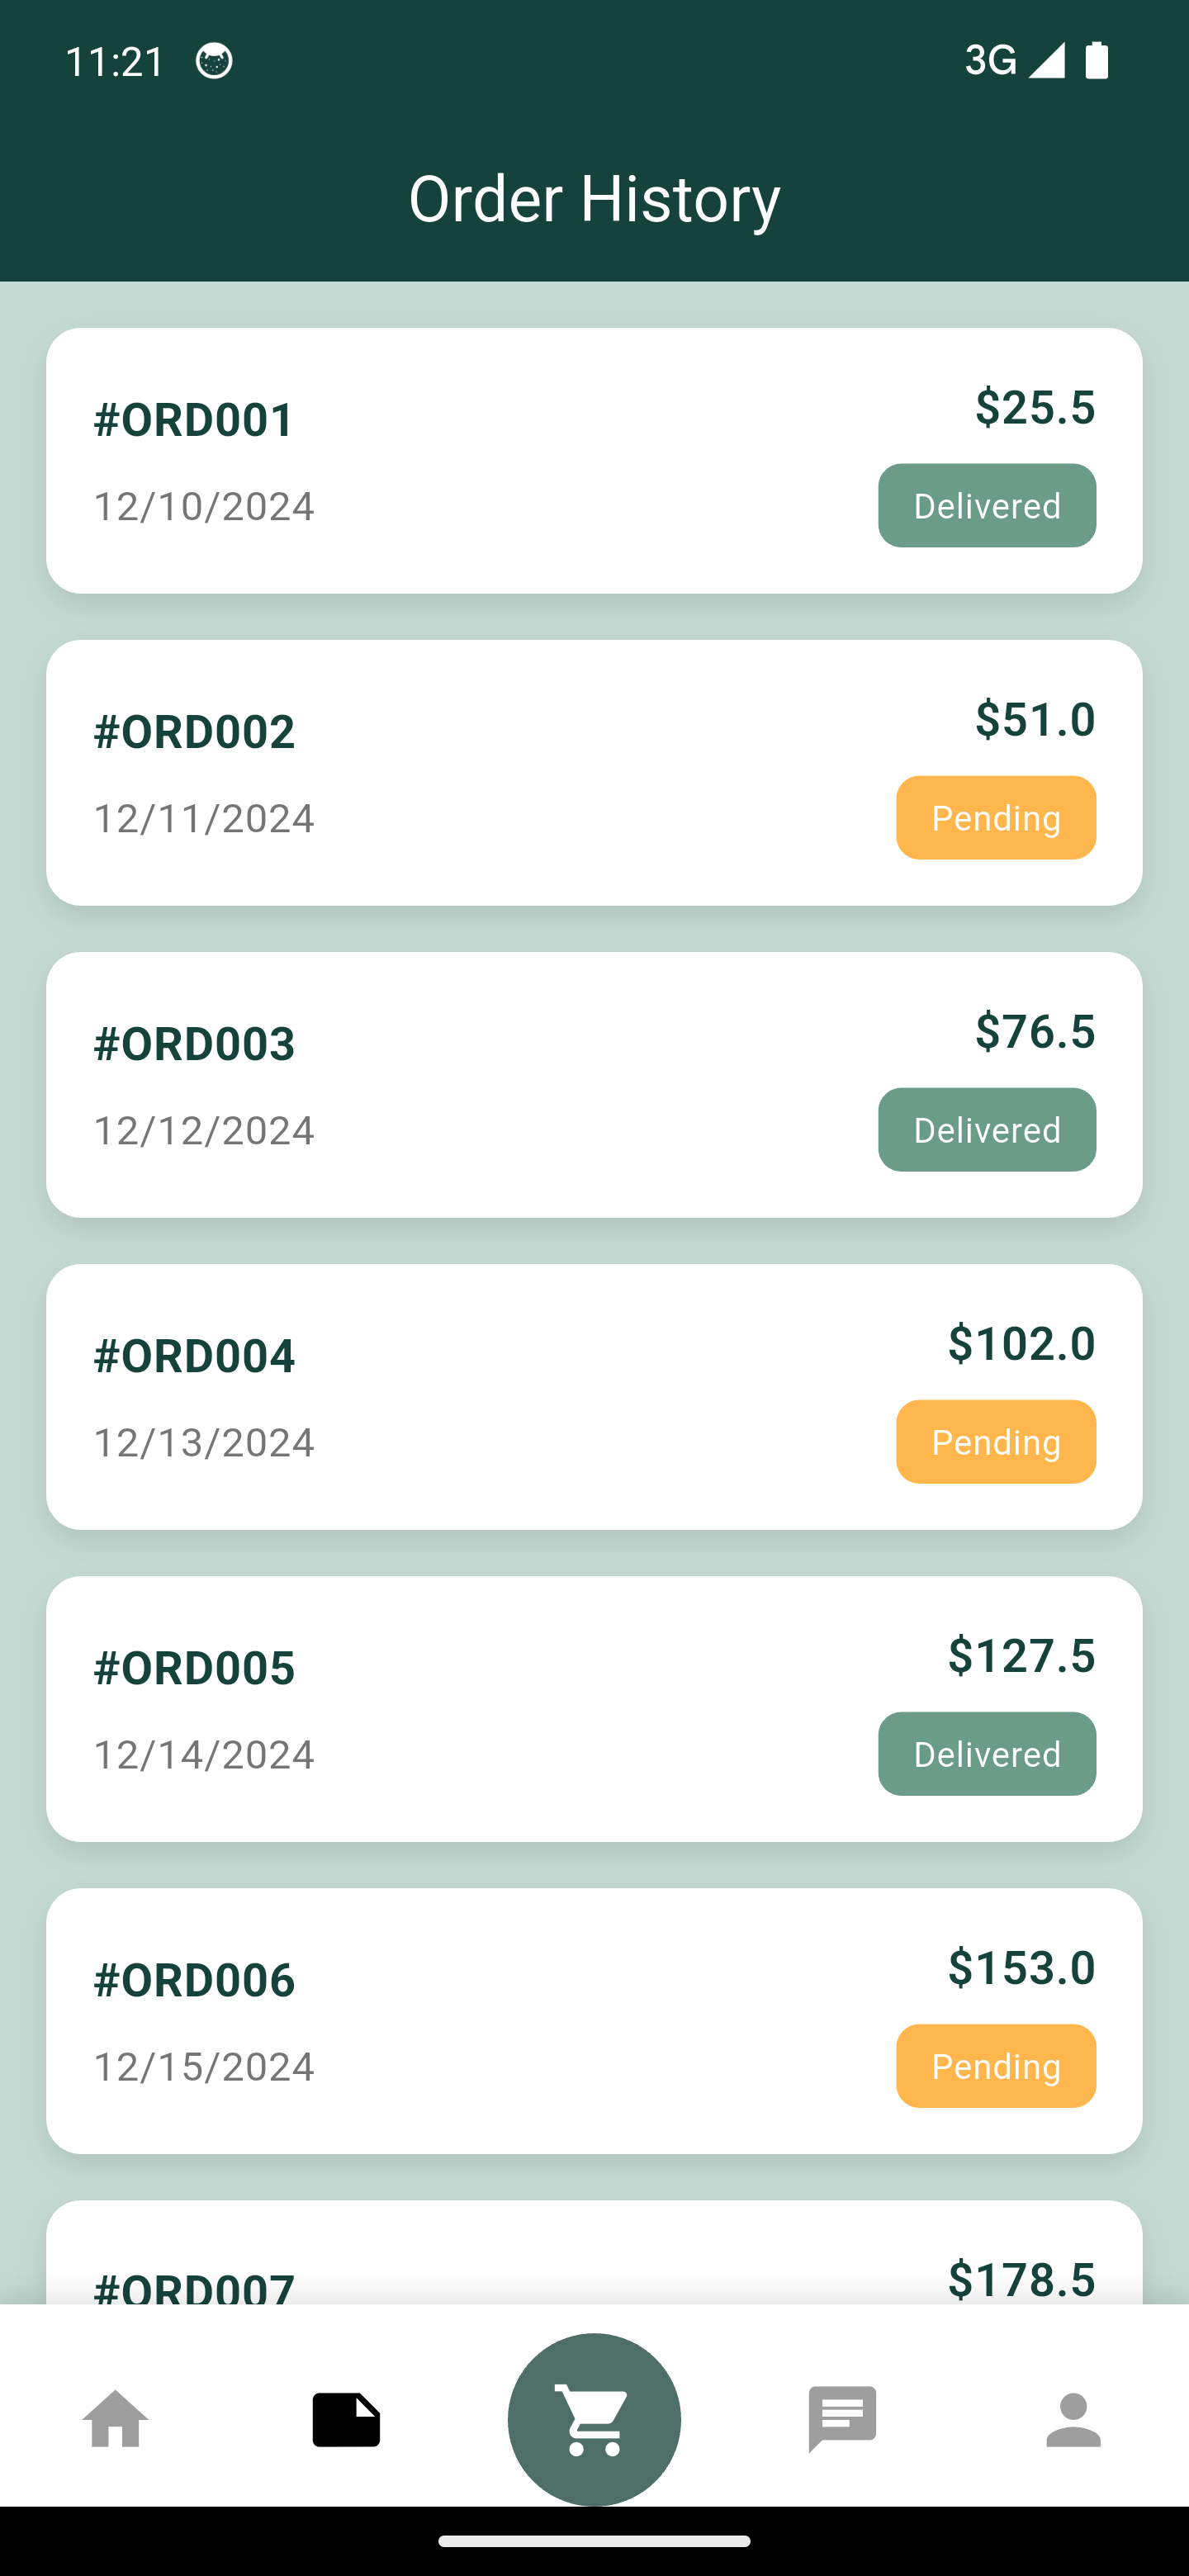 11:21 3G
Order History
#ORD001 $25.5
12/10/2024 Delivered
#ORD002 $51.0
12/11/2024 Pending
#ORD003 $76.5
12/12/2024 Delivered
#ORD004 $102.0
12/13/2024 Pending
#ORD005 $127.5
12/14/2024 Delivered
#ORD006 $153.0
12/15/2024 Pending
#ORD007 $178.5